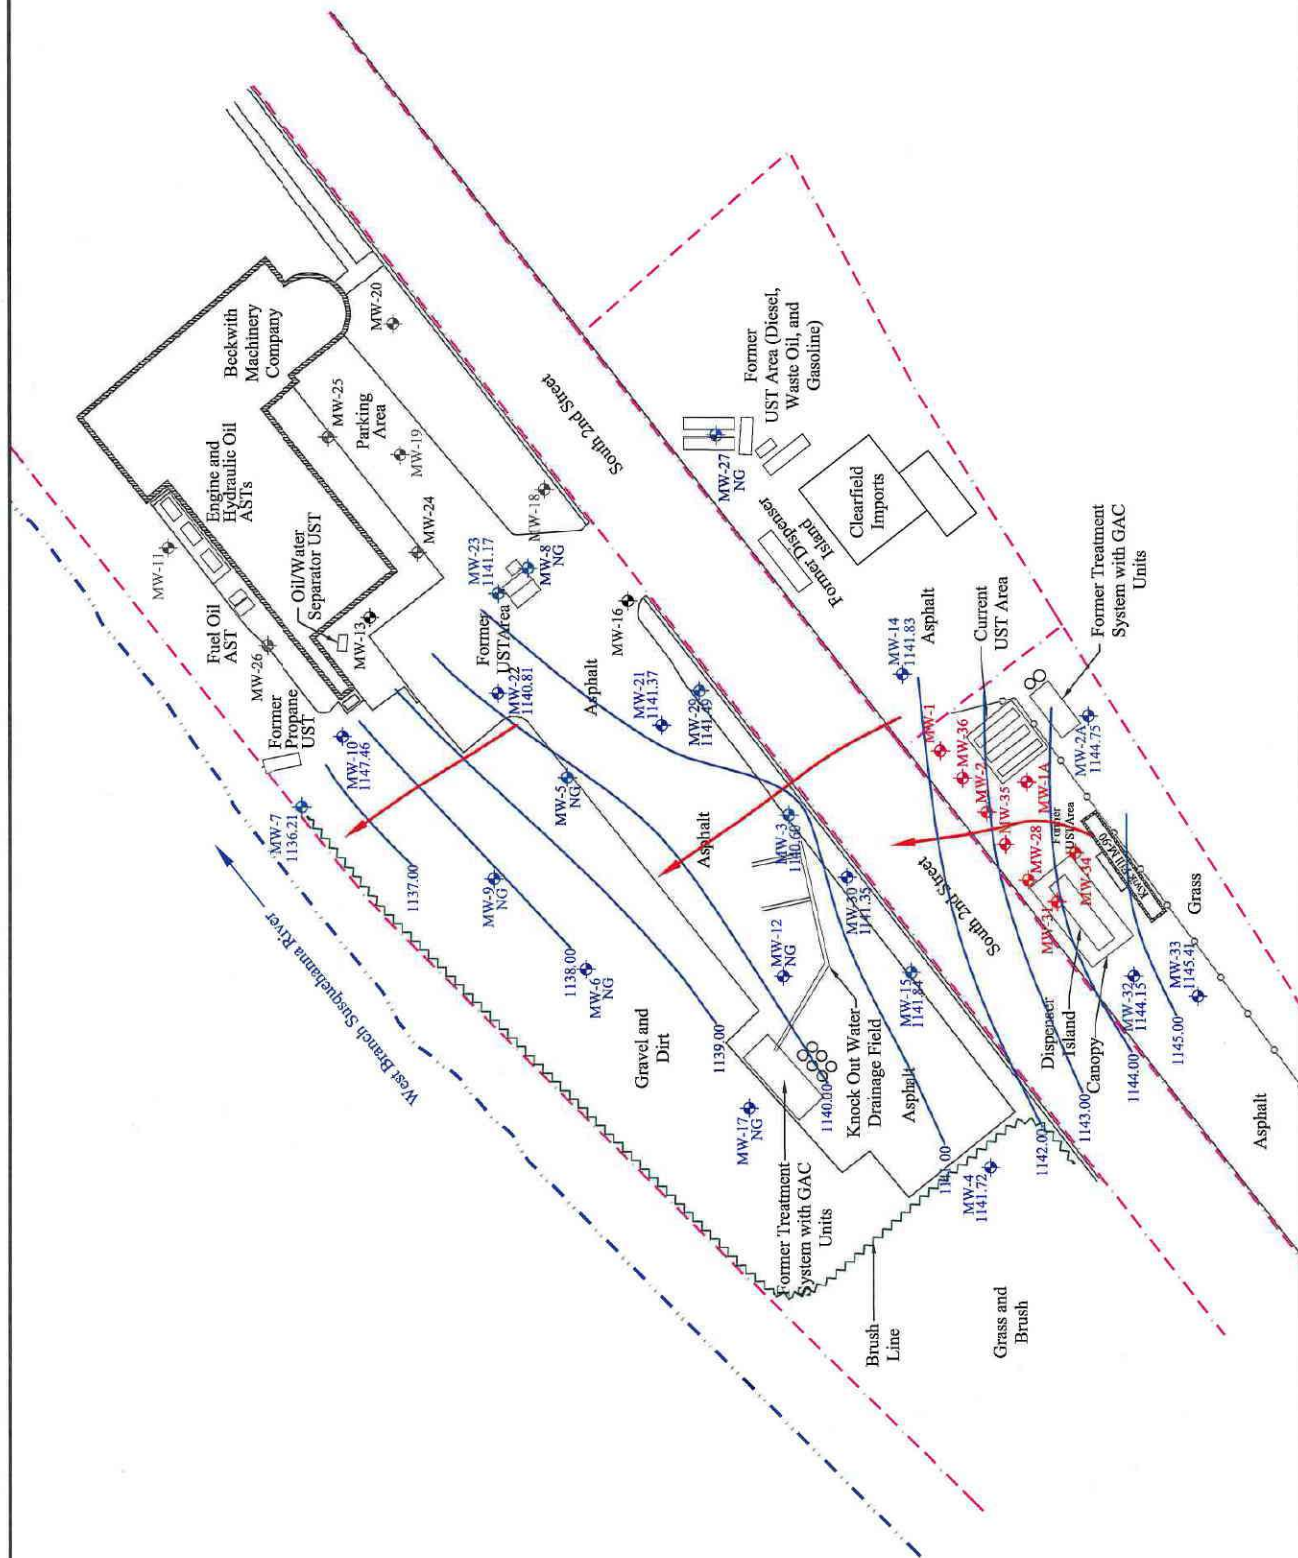 West Branch Susquehanna River
MW-11
Fuel Oil
AST
MW-26
Engine and
Hydraulic Oil
ASTs
Beckwith
Machinery
Company
MW-20
MW-25
Parking
Area
MW-19
Oil/Water
Separator UST
MW-24
MW-13
Former
Propane
UST
MW-10
1147.46
MW-7
1136.21
1137.00
MW-9
NG
1138.00
MW-6
NG
MW-23
1141.17
MW-18
MW-8
NG
Former
USTArea
MW-22
1140.81
Asphalt
MW-16
MW-21
1141.37
MW-29
1141.49
MW-5
NG
Asphalt
MW-3
1140.60
Gravel and
Dirt
1139.00
MW-12
NG
MW-30
1141.35
MW-17
NG
1140.00
Knock Out Water
Drainage Field
Asphalt
MW-15
1141.84
Former Treatment
System with GAC
Units
1141.00
MW-4
1141.72
1142.00
Brush
Line
Grass and
Brush
South 2nd Street
South 2nd Street
Former
UST Area (Diesel,
Waste Oil, and
Gasoline)
MW-27
NG
Former Dispenser
Island
Clearfield
Imports
MW-14
1141.83
Asphalt
Current
UST Area
Former Treatment
System with GAC
Units
MW-1
MW-36
MW-2
MW-35
MW-1A
MW-2A
1144.75
Former
USTArea
MW-28
MW-34
MW-31
Kwik Fill M-90
Grass
Dispenser
Island
Canopy
MW-32
1144.15
MW-33
1145.41
1143.00
1144.00
1145.00
Asphalt